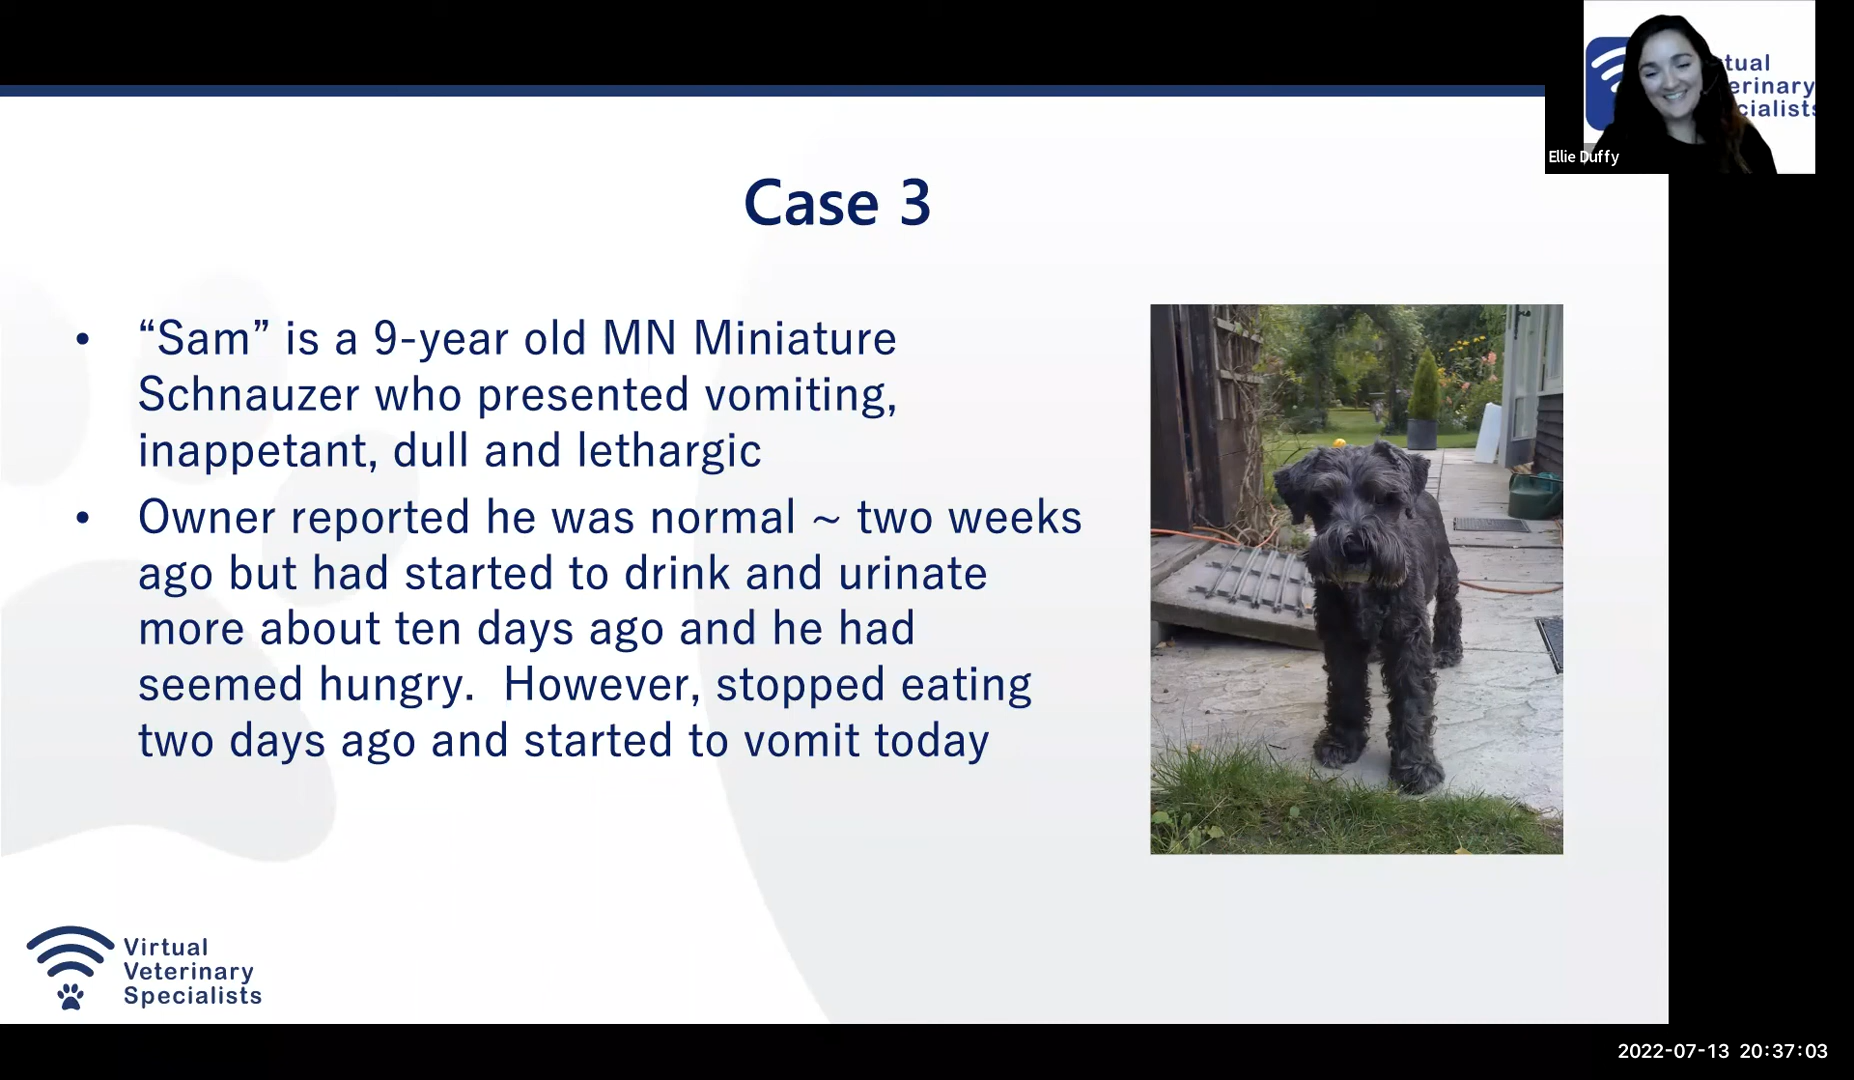 tual
erinary
cialists
Ellie Duffy
Case 3
• “Sam” is a 9-year old MN Miniature
Schnauzer who presented vomiting,
inappetant, dull and lethargic
• Owner reported he was normal ~ two weeks
ago but had started to drink and urinate
more about ten days ago and he had
seemed hungry.  However, stopped eating
two days ago and started to vomit today
Virtual
Veterinary
Specialists
2022-07-13 20:37:03